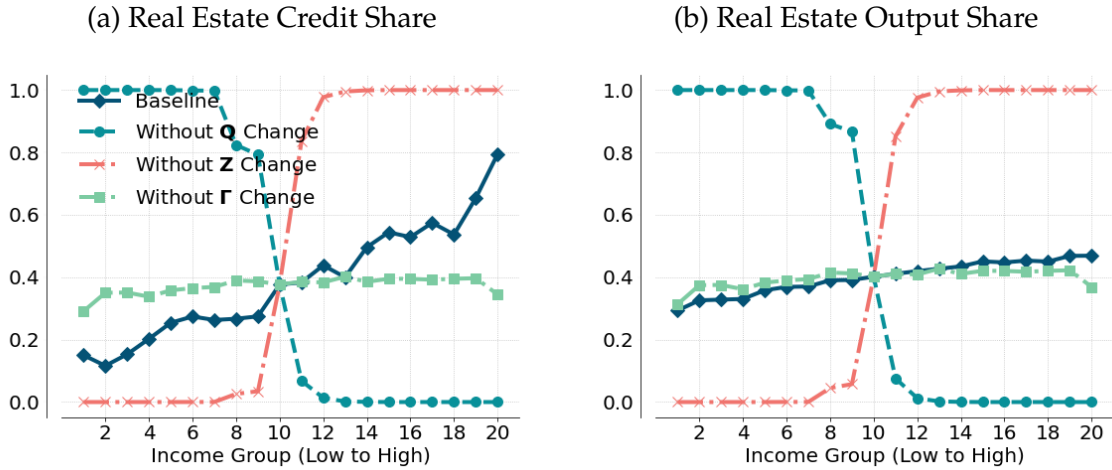 (a) Real Estate Credit Share
(b) Real Estate Output Share
1.0
0.8
0.6
0.4
0.2
0.0
Baseline
Without Q Change
Without Z Change
Without Γ Change
2 4 6 8 10 12 14 16 18 20
Income Group (Low to High)
1.0
0.8
0.6
0.4
0.2
0.0
2 4 6 8 10 12 14 16 18 20
Income Group (Low to High)